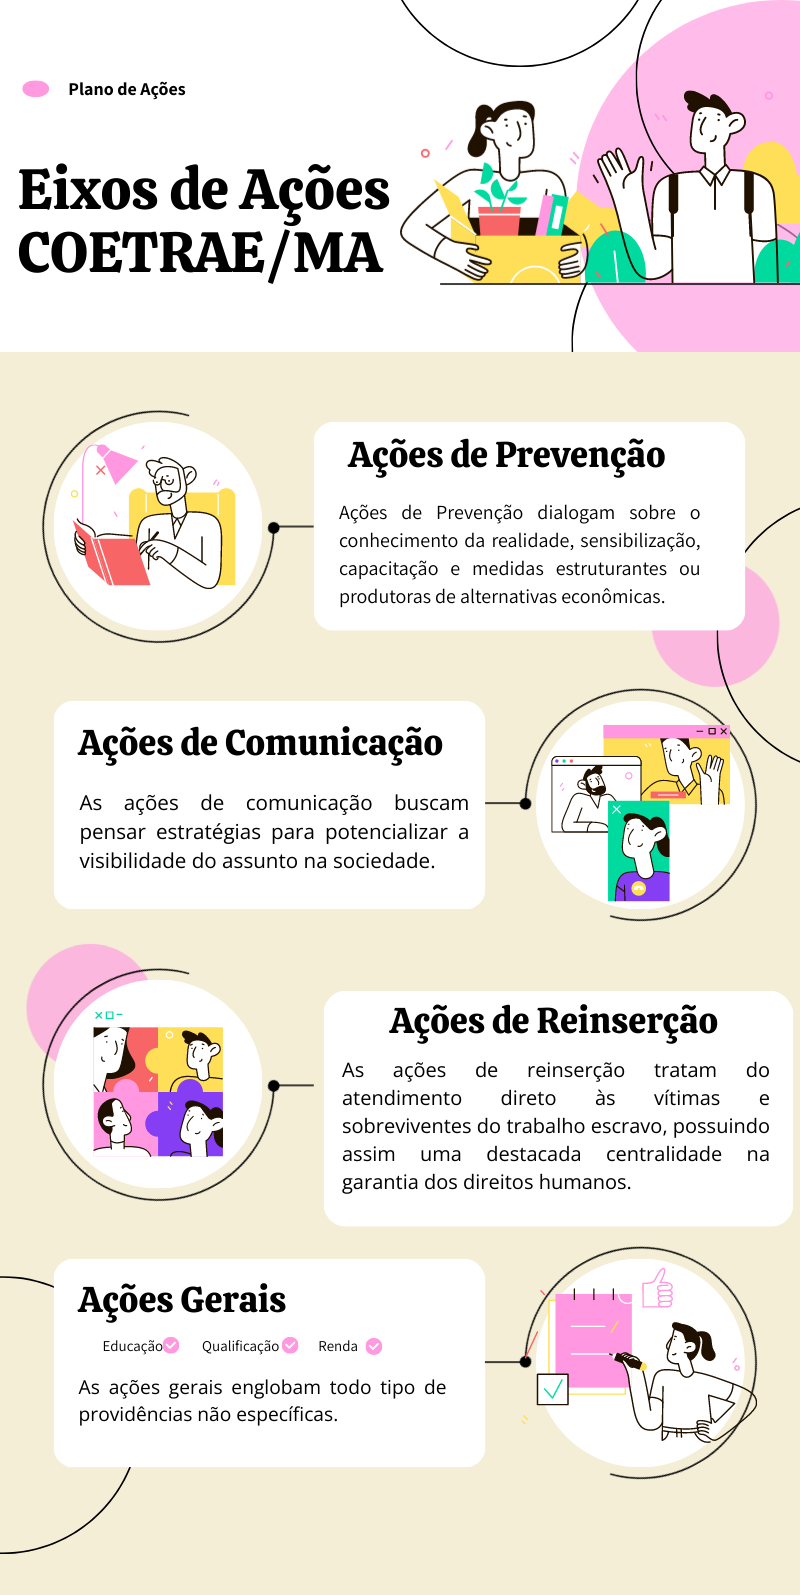 Plano de Ações
Eixos de Ações
COETRAE/MA
Ações de Prevenção
Ações de Prevenção dialogam sobre o
conhecimento da realidade, sensibilização,
capacitação e medidas estruturantes ou
produtoras de alternativas econômicas.
Ações de Comunicação
As ações de comunicação buscam
pensar estratégias para potencializar a
visibilidade do assunto na sociedade.
Ações de Reinserção
As ações de reinserção tratam do
atendimento direto às vítimas e
sobreviventes do trabalho escravo, possuindo
assim uma destacada centralidade na
garantia dos direitos humanos.
Ações Gerais
Educação Qualificação Renda
As ações gerais englobam todo tipo de
providências não específicas.